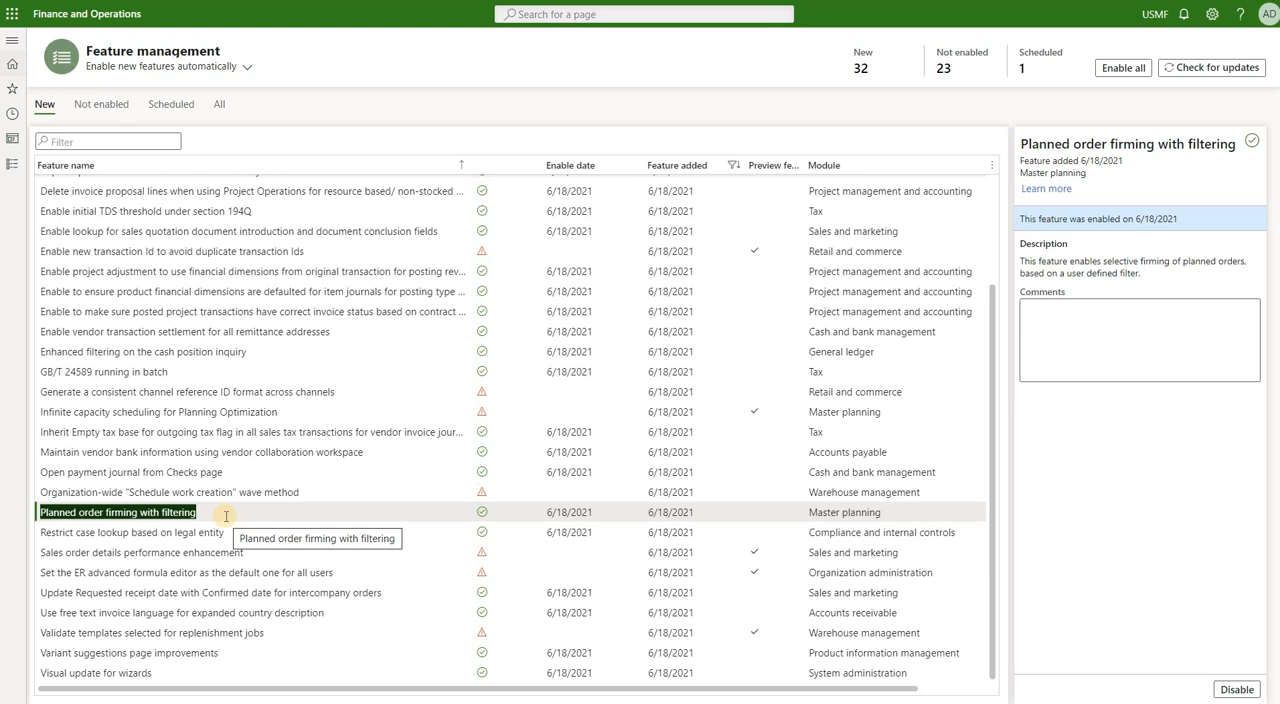 Finance and Operations
Search for a page
USMF
?
AD
Feature management
Enable new features automatically
New
32
Not enabled
23
Scheduled
1
Enable all
Check for updates
New Not enabled Scheduled All
Filter
Feature name Enable date Feature added Preview fe... Module
Delete invoice proposal lines when using Project Operations for resource based/ non-stocked ... 6/18/2021 6/18/2021 Project management and accounting
Enable initial TDS threshold under section 194Q 6/18/2021 6/18/2021 Tax
Enable lookup for sales quotation document introduction and document conclusion fields 6/18/2021 6/18/2021 Sales and marketing
Enable new transaction Id to avoid duplicate transaction Ids 6/18/2021 Retail and commerce
Enable project adjustment to use financial dimensions from original transaction for posting rev... 6/18/2021 6/18/2021 Project management and accounting
Enable to ensure product financial dimensions are defaulted for item journals for posting type ... 6/18/2021 6/18/2021 Project management and accounting
Enable to make sure posted project transactions have correct invoice status based on contract ... 6/18/2021 6/18/2021 Project management and accounting
Enable vendor transaction settlement for all remittance addresses 6/18/2021 6/18/2021 Cash and bank management
Enhanced filtering on the cash position inquiry 6/18/2021 6/18/2021 General ledger
GB/T 24589 running in batch 6/18/2021 6/18/2021 Tax
Generate a consistent channel reference ID format across channels 6/18/2021 Retail and commerce
Infinite capacity scheduling for Planning Optimization 6/18/2021 Master planning
Inherit Empty tax base for outgoing tax flag in all sales tax transactions for vendor invoice jour... 6/18/2021 6/18/2021 Tax
Maintain vendor bank information using vendor collaboration workspace 6/18/2021 6/18/2021 Accounts payable
Open payment journal from Checks page 6/18/2021 6/18/2021 Cash and bank management
Organization-wide "Schedule work creation" wave method 6/18/2021 Warehouse management
Planned order firming with filtering 6/18/2021 6/18/2021 Master planning
Restrict case lookup based on legal entity 6/18/2021 6/18/2021 Compliance and internal controls
Planned order firming with filtering
Sales order details performance enhancement 6/18/2021 Sales and marketing
Set the ER advanced formula editor as the default one for all users 6/18/2021 Organization administration
Update Requested receipt date with Confirmed date for intercompany orders 6/18/2021 6/18/2021 Sales and marketing
Use free text invoice language for expanded country description 6/18/2021 6/18/2021 Accounts receivable
Validate templates selected for replenishment jobs 6/18/2021 Warehouse management
Variant suggestions page improvements 6/18/2021 6/18/2021 Product information management
Visual update for wizards 6/18/2021 6/18/2021 System administration
Planned order firming with filtering
Feature added 6/18/2021
Master planning
Learn more
This feature was enabled on 6/18/2021
Description
This feature enables selective firming of planned orders,
based on a user defined filter.
Comments
Disable